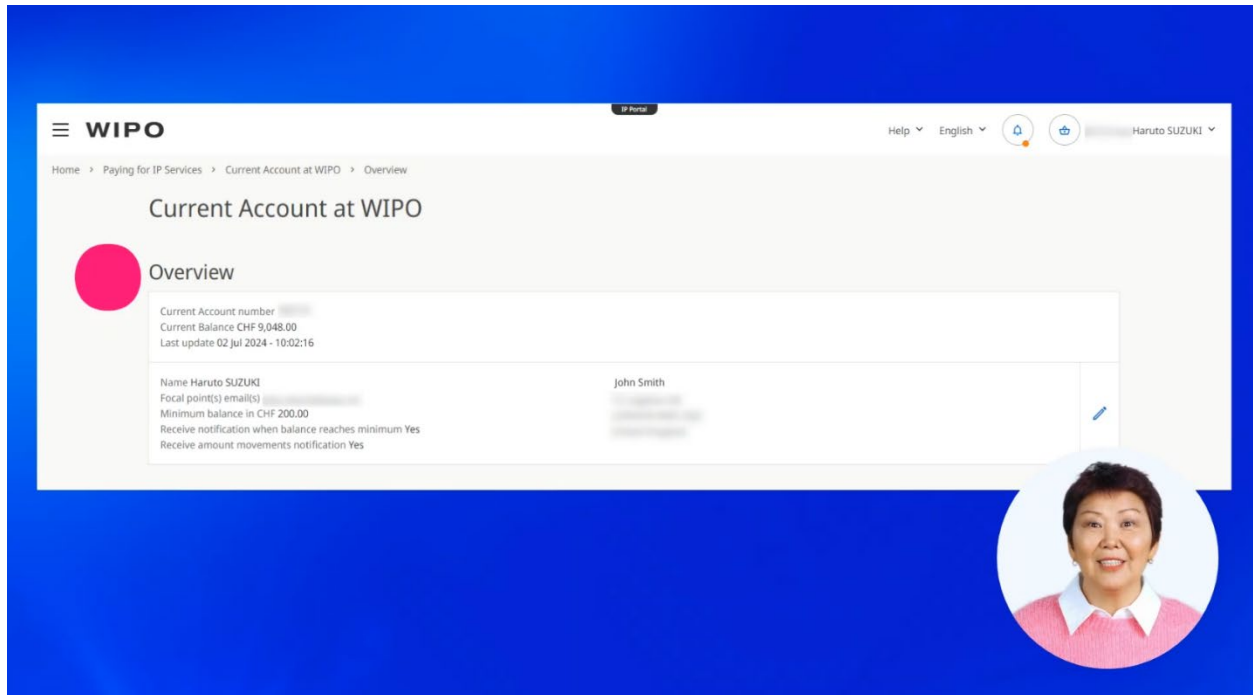 IP Portal
WIPO
Help English Haruto SUZUKI
Home > Paying for IP Services > Current Account at WIPO > Overview
Current Account at WIPO
Overview
Current Account number
Current Balance CHF 9,048.00
Last update 02 Jul 2024 - 10:02:16
Name Haruto SUZUKI
Focal point(s) email(s)
Minimum balance in CHF 200.00
Receive notification when balance reaches minimum Yes
Receive amount movements notification Yes
John Smith